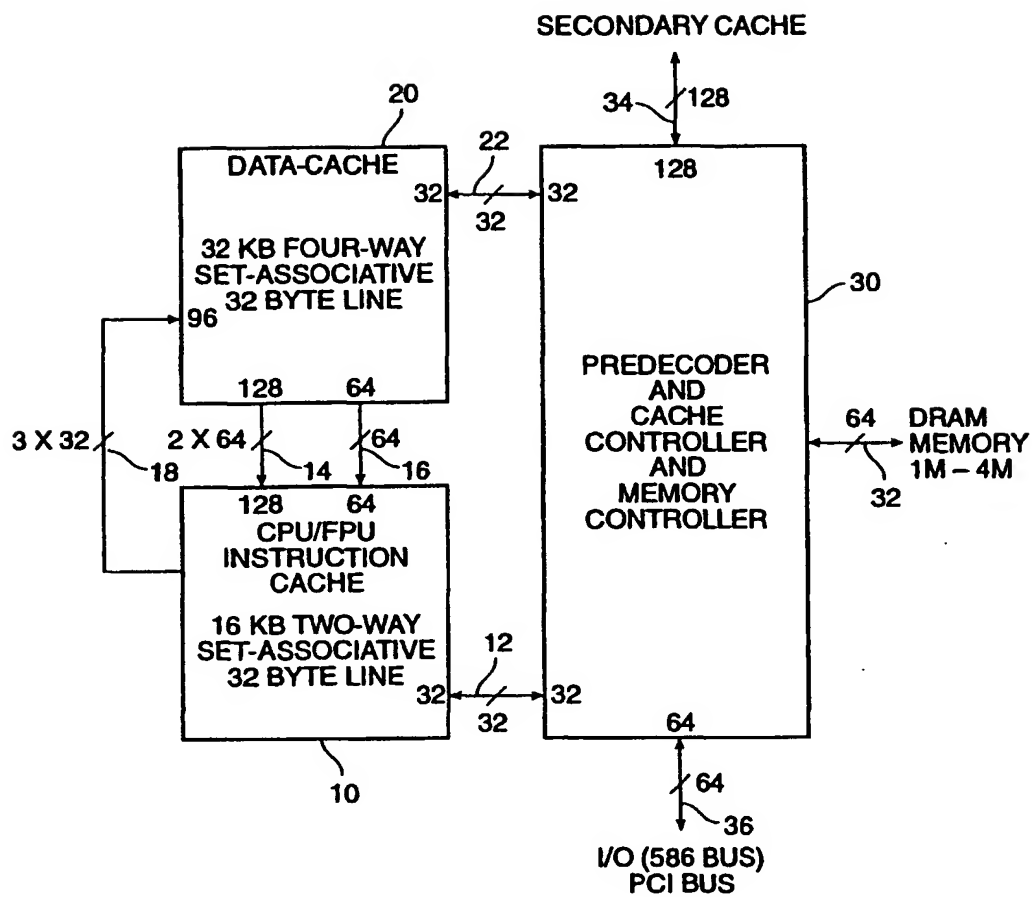 SECONDARY CACHE
34
128
20
DATA-CACHE
22
128
32
32
32
32 KB FOUR-WAY
SET-ASSOCIATIVE
32 BYTE LINE
30
96
PREDECODER
AND
CACHE
CONTROLLER
AND
MEMORY
CONTROLLER
128
64
3 X 32
18
2 X 64
14
64
16
64
32
DRAM
MEMORY
1M – 4M
128
64
CPU/FPU
INSTRUCTION
CACHE
16 KB TWO-WAY
SET-ASSOCIATIVE
32 BYTE LINE
12
32
32
32
64
10
64
36
I/O (586 BUS)
PCI BUS